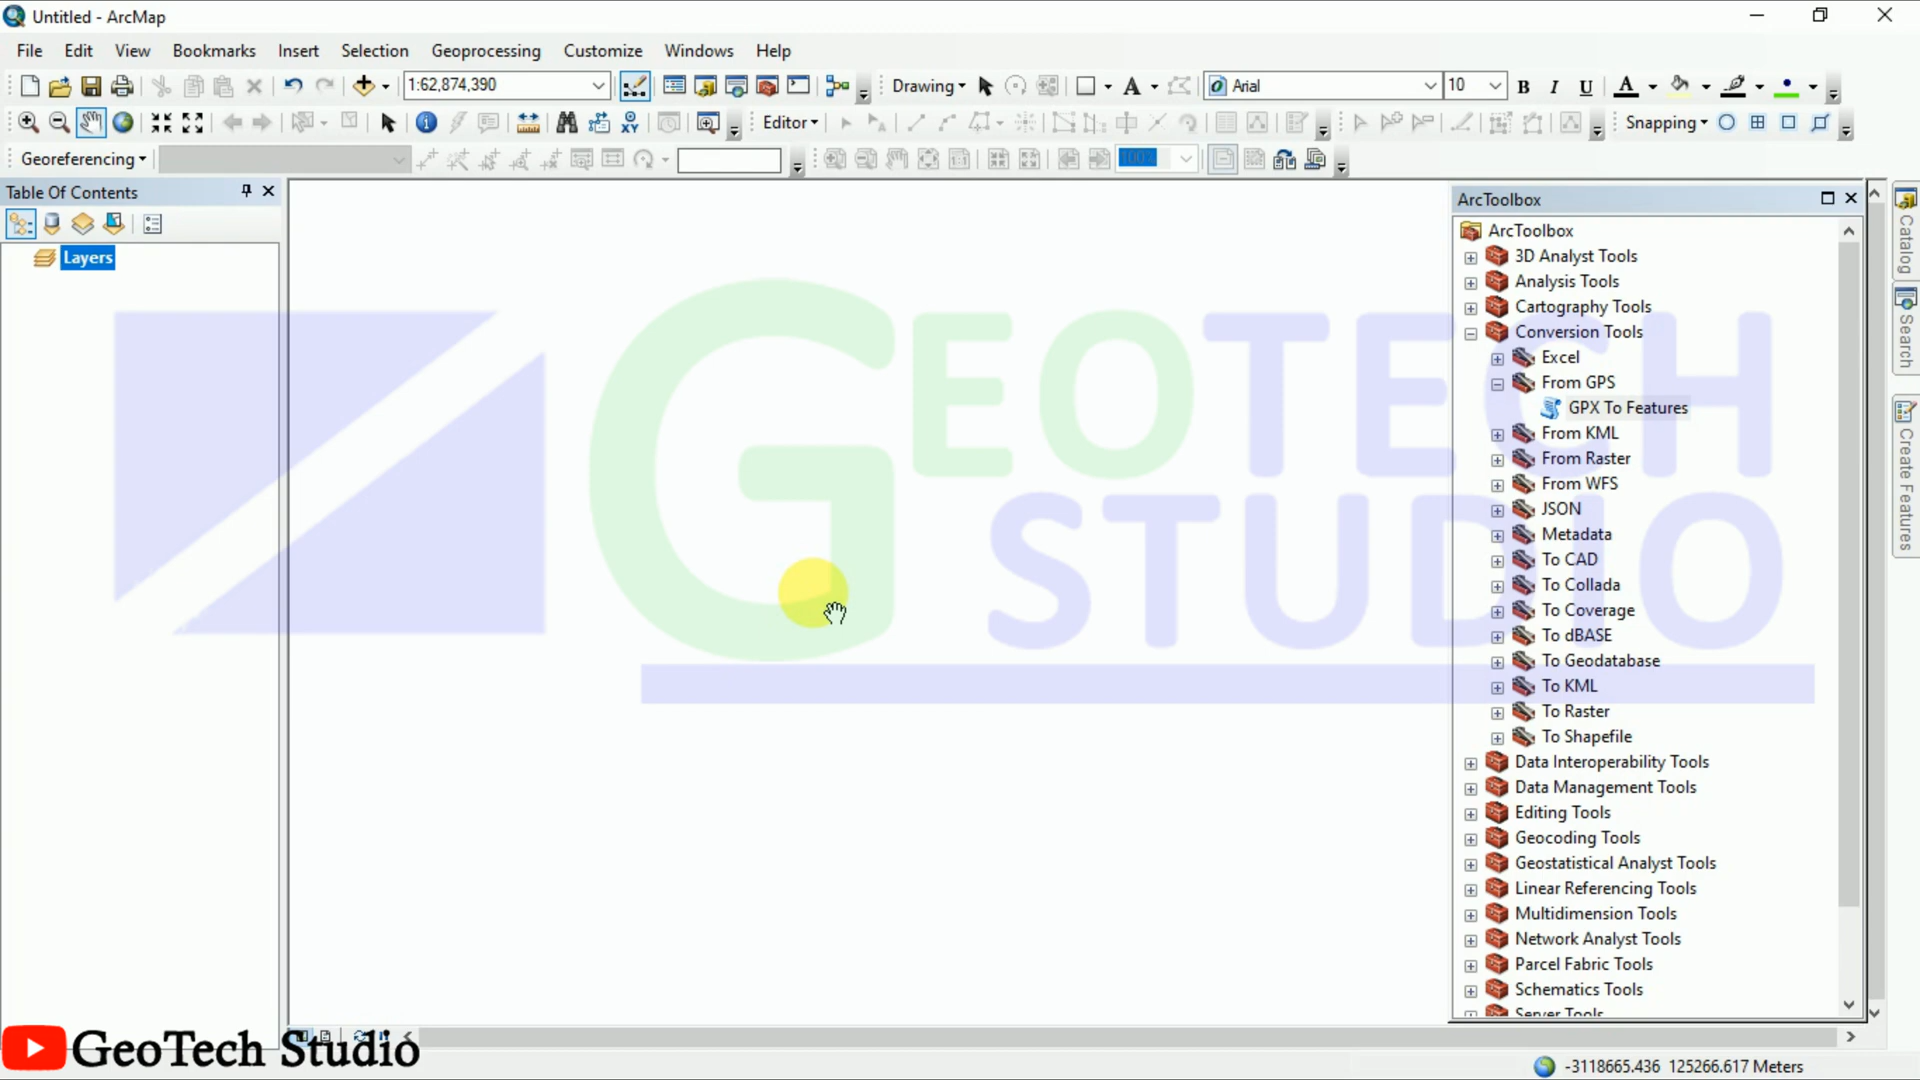 Untitled - ArcMap
File Edit View Bookmarks Insert Selection Geoprocessing Customize Windows Help
1:62,874,390 Drawing A Arial 10 B I U A
Editor Snapping
Georeferencing 100%
Table Of Contents
Layers
ArcToolbox
ArcToolbox
3D Analyst Tools
Analysis Tools
Cartography Tools
Conversion Tools
Excel
From GPS
GPX To Features
From KML
From Raster
From WFS
JSON
Metadata
To CAD
To Collada
To Coverage
To dBASE
To Geodatabase
To KML
To Raster
To Shapefile
Data Interoperability Tools
Data Management Tools
Editing Tools
Geocoding Tools
Geostatistical Analyst Tools
Linear Referencing Tools
Multidimension Tools
Network Analyst Tools
Parcel Fabric Tools
Schematics Tools
Server Tools
Catalog
Search
Create Features
GEOTECH
STUDIO
GeoTech Studio
-3118665.436 125266.617 Meters